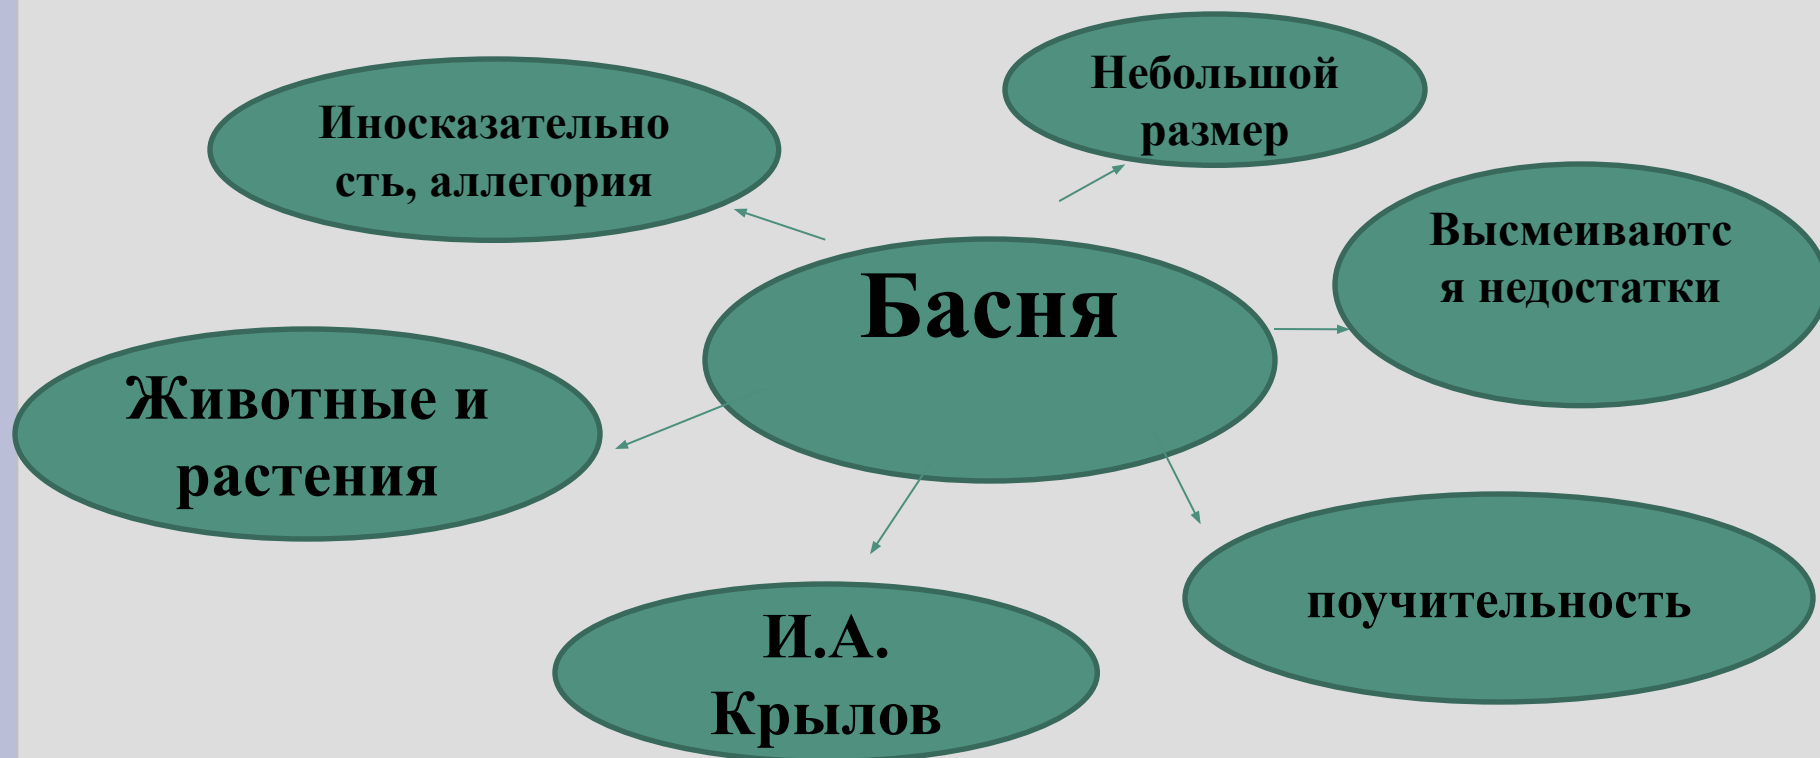 Небольшой
размер
Иносказательно
сть, аллегория
Высмеиваютс
я недостатки
Басня
Животные и
растения
поучительность
И.А.
Крылов